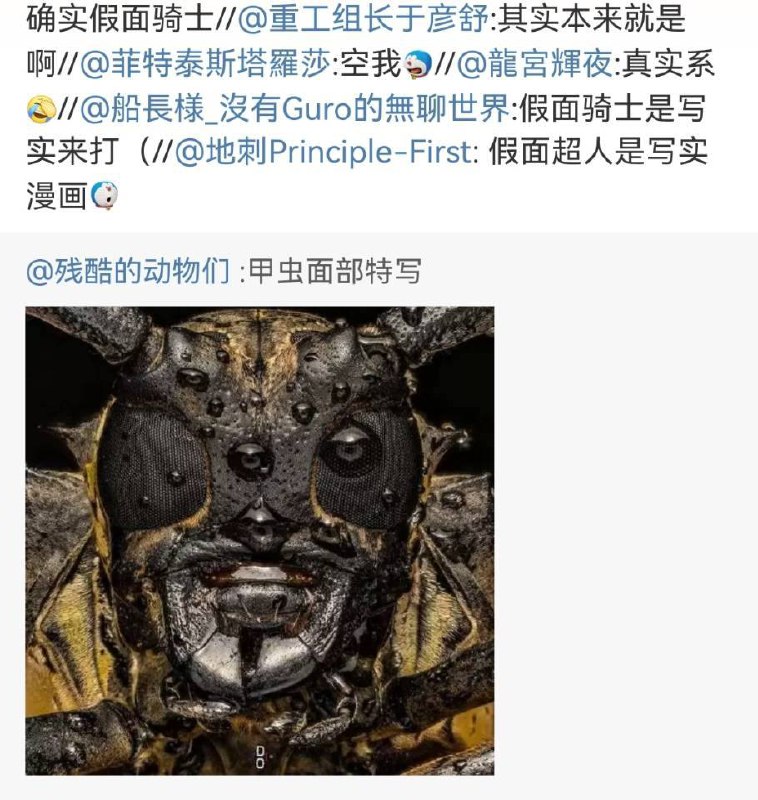 确实假面骑士//@重工组长于彦舒:其实本来就是
啊//@菲特泰斯塔羅莎:空我//@龍宮輝夜:真实系
//@船長様_沒有Guro的無聊世界:假面骑士是写
实来打（//@地刺Principle-First: 假面超人是写实
漫画
@残酷的动物们 :甲虫面部特写
DO